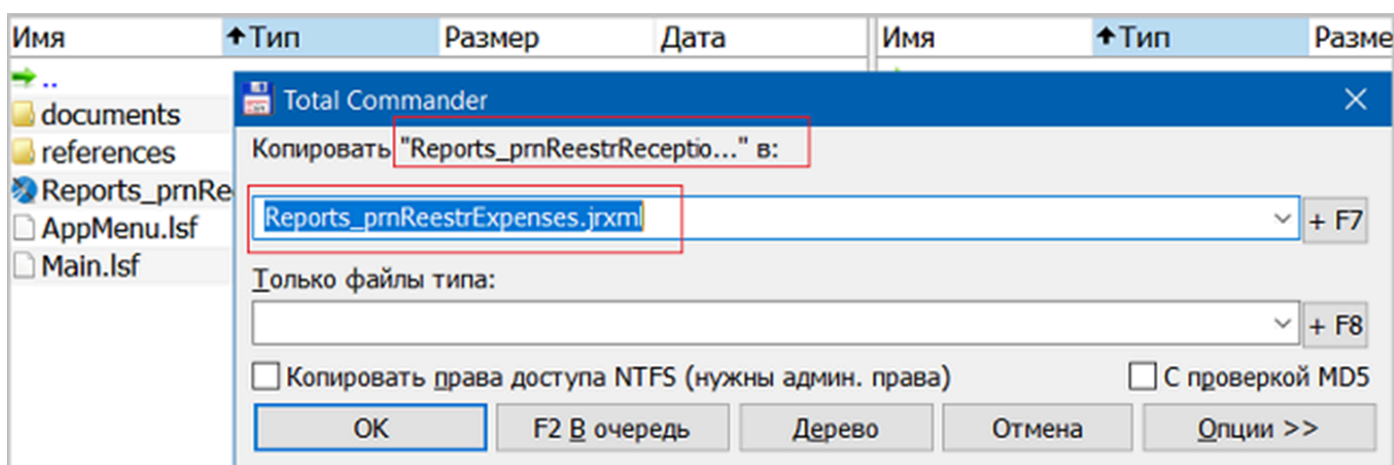 Имя Тип Размер Дата Имя Тип Разме
..
Total Commander
documents
Копировать "Reports_prnReestrReceptio..." в:
references
Reports_prnRe
Reports_prnReestrExpenses.jrxml
+ F7
AppMenu.lsf
Main.lsf
Только файлы типа:
+ F8
Копировать права доступа NTFS (нужны админ. права) С проверкой MD5
OK F2 В очередь Дерево Отмена Опции >>